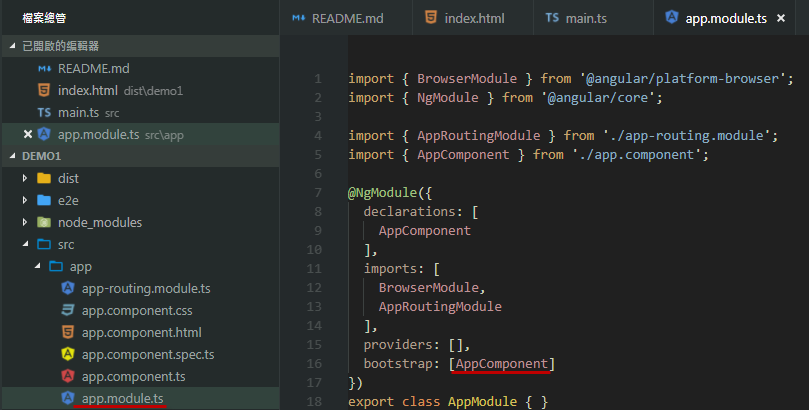 檔案總管
已開啟的編輯器
README.md
index.html dist\demo1
TS main.ts src
app.module.ts src\app
DEMO1
dist
e2e
node_modules
src
app
app-routing.module.ts
app.component.css
app.component.html
app.component.spec.ts
app.component.ts
app.module.ts
README.md index.html TS main.ts app.module.ts
1 import { BrowserModule } from '@angular/platform-browser';
2 import { NgModule } from '@angular/core';
3
4 import { AppRoutingModule } from './app-routing.module';
5 import { AppComponent } from './app.component';
6
7 @NgModule({
8 declarations: [
9 AppComponent
10 ],
11 imports: [
12 BrowserModule,
13 AppRoutingModule
14 ],
15 providers: [],
16 bootstrap: [AppComponent]
17 })
18 export class AppModule { }